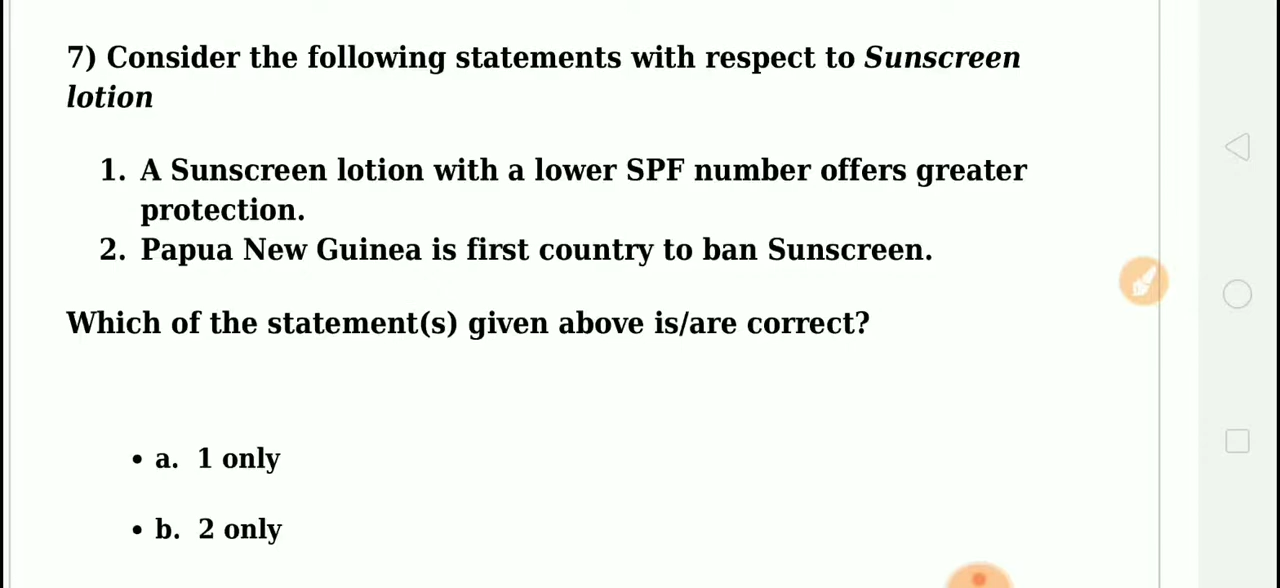 7) Consider the following statements with respect to Sunscreen
lotion
1. A Sunscreen lotion with a lower SPF number offers greater
protection.
2. Papua New Guinea is first country to ban Sunscreen.
Which of the statement(s) given above is/are correct?
• a. 1 only
• b. 2 only